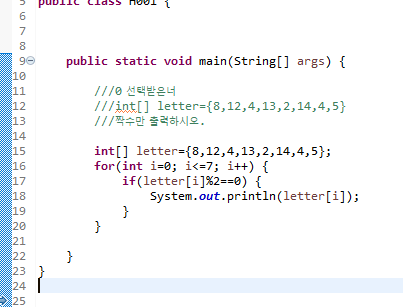 5 public class H001 {
6
7
8
9 public static void main(String[] args) {
10
11 ///0 선택받은너
12 ///int[] letter={8,12,4,13,2,14,4,5}
13 ///짝수만 출력하시오.
14
15 int[] letter={8,12,4,13,2,14,4,5};
16 for(int i=0; i<=7; i++) {
17 if(letter[i]%2==0) {
18 System.out.println(letter[i]);
19 }
20 }
21
22 }
23 }
24
25